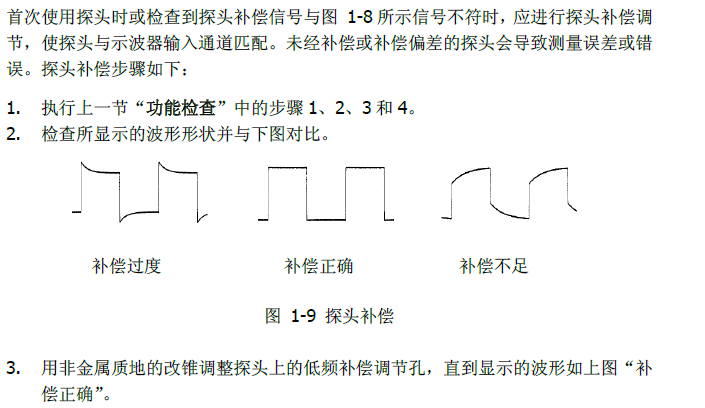 首次使用探头时或检查到探头补偿信号与图 1-8 所示信号不符时，应进行探头补偿调
节，使探头与示波器输入通道匹配。未经补偿或补偿偏差的探头会导致测量误差或错
误。探头补偿步骤如下：
1. 执行上一节“功能检查”中的步骤 1、2、3 和 4。
2. 检查所显示的波形形状并与下图对比。
补偿过度 补偿正确 补偿不足
图 1-9 探头补偿
3. 用非金属质地的改锥调整探头上的低频补偿调节孔，直到显示的波形如上图“补
偿正确”。